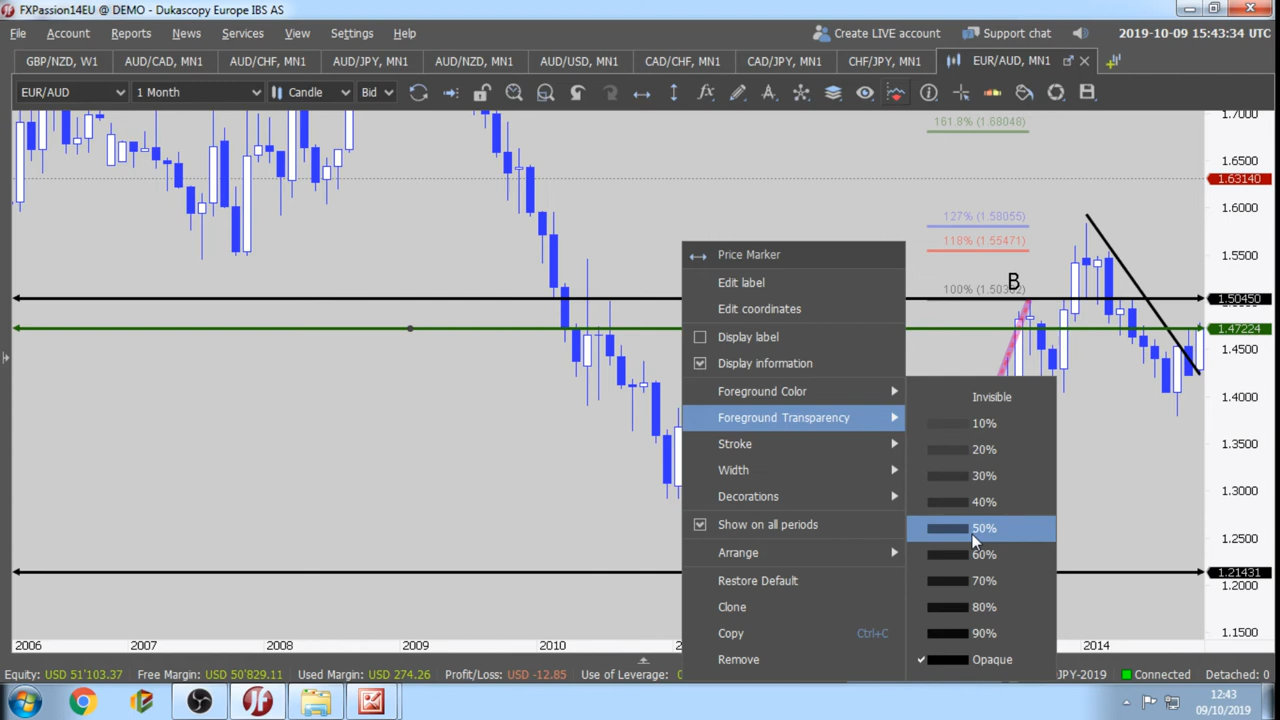 FXPassion14EU @ DEMO - Dukascopy Europe IBS AS
File Account Reports News Services View Settings Help Create LIVE account Support chat 2019-10-09 15:43:34 UTC
GBP/NZD, W1 AUD/CAD, MN1 AUD/CHF, MN1 AUD/JPY, MN1 AUD/NZD, MN1 AUD/USD, MN1 CAD/CHF, MN1 CAD/JPY, MN1 CHF/JPY, MN1 EUR/AUD, MN1
EUR/AUD 1 Month Candle Bid
1.7000
161.8% (1.68048)
1.6500
1.63140
1.6000
127% (1.58055)
118% (1.55471)
1.5500
Price Marker
Edit label
B
100% (1.50302)
1.50450
Edit coordinates
1.47224
Display label
1.4500
Display information
Foreground Color
Invisible
1.4000
Foreground Transparency
10%
Stroke
20%
1.3500
Width
30%
Decorations
40%
1.3000
Show on all periods
50%
1.2500
Arrange
60%
1.21431
Restore Default
70%
Clone
80%
1.2000
Copy Ctrl+C
90%
1.1500
2006 2007 2008 2009 2010 2014
Remove
Opaque
Equity: USD 51'103.37 Free Margin: USD 50'829.11 Used Margin: USD 274.26 Profit/Loss: USD -12.85 Use of Leverage: JPY-2019 Connected Detached: 0
12:43
09/10/2019